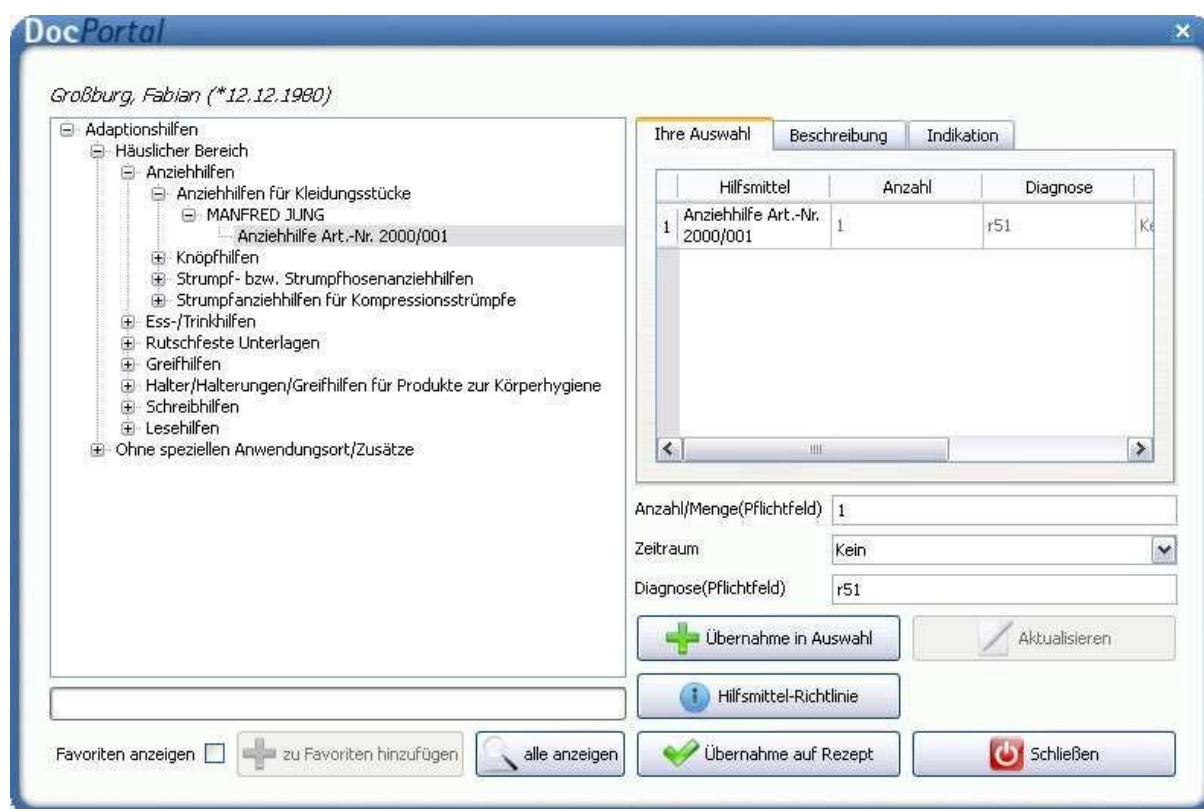 DocPortal
Großburg, Fabian (*12.12.1980)
Adaptionshilfen
Häuslicher Bereich
Anziehhilfen
Anziehhilfen für Kleidungsstücke
MANFRED JUNG
Anziehhilfe Art.-Nr. 2000/001
Knöpfhilfen
Strumpf- bzw. Strumpfhosenanziehhilfen
Strumpfanziehhilfen für Kompressionsstrümpfe
Ess-/Trinkhilfen
Rutschfeste Unterlagen
Greifhilfen
Halter/Halterungen/Greifhilfen für Produkte zur Körperhygiene
Schreibhilfen
Lesehilfen
Ohne speziellen Anwendungsort/Zusätze
Favoriten anzeigen
zu Favoriten hinzufügen
alle anzeigen
Ihre Auswahl Beschreibung Indikation
Hilfsmittel Anzahl Diagnose
1 Anziehhilfe Art.-Nr. 1 r51 Ke
2000/001
Anzahl/Menge(Pflichtfeld) 1
Zeitraum Kein
Diagnose(Pflichtfeld) r51
Übernahme in Auswahl Aktualisieren
Hilfsmittel-Richtlinie
Übernahme auf Rezept Schließen